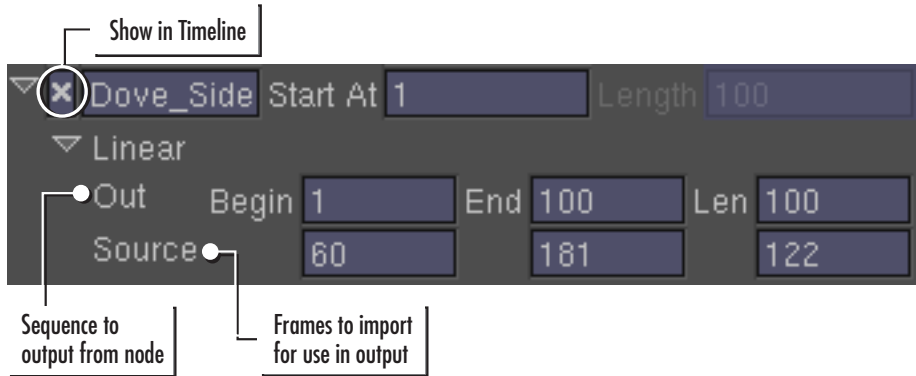 Show in Timeline
Dove_Side Start At 1 Length 100
Linear
Out Begin 1 End 100 Len 100
Source 60 181 122
Sequence to
output from node
Frames to import
for use in output